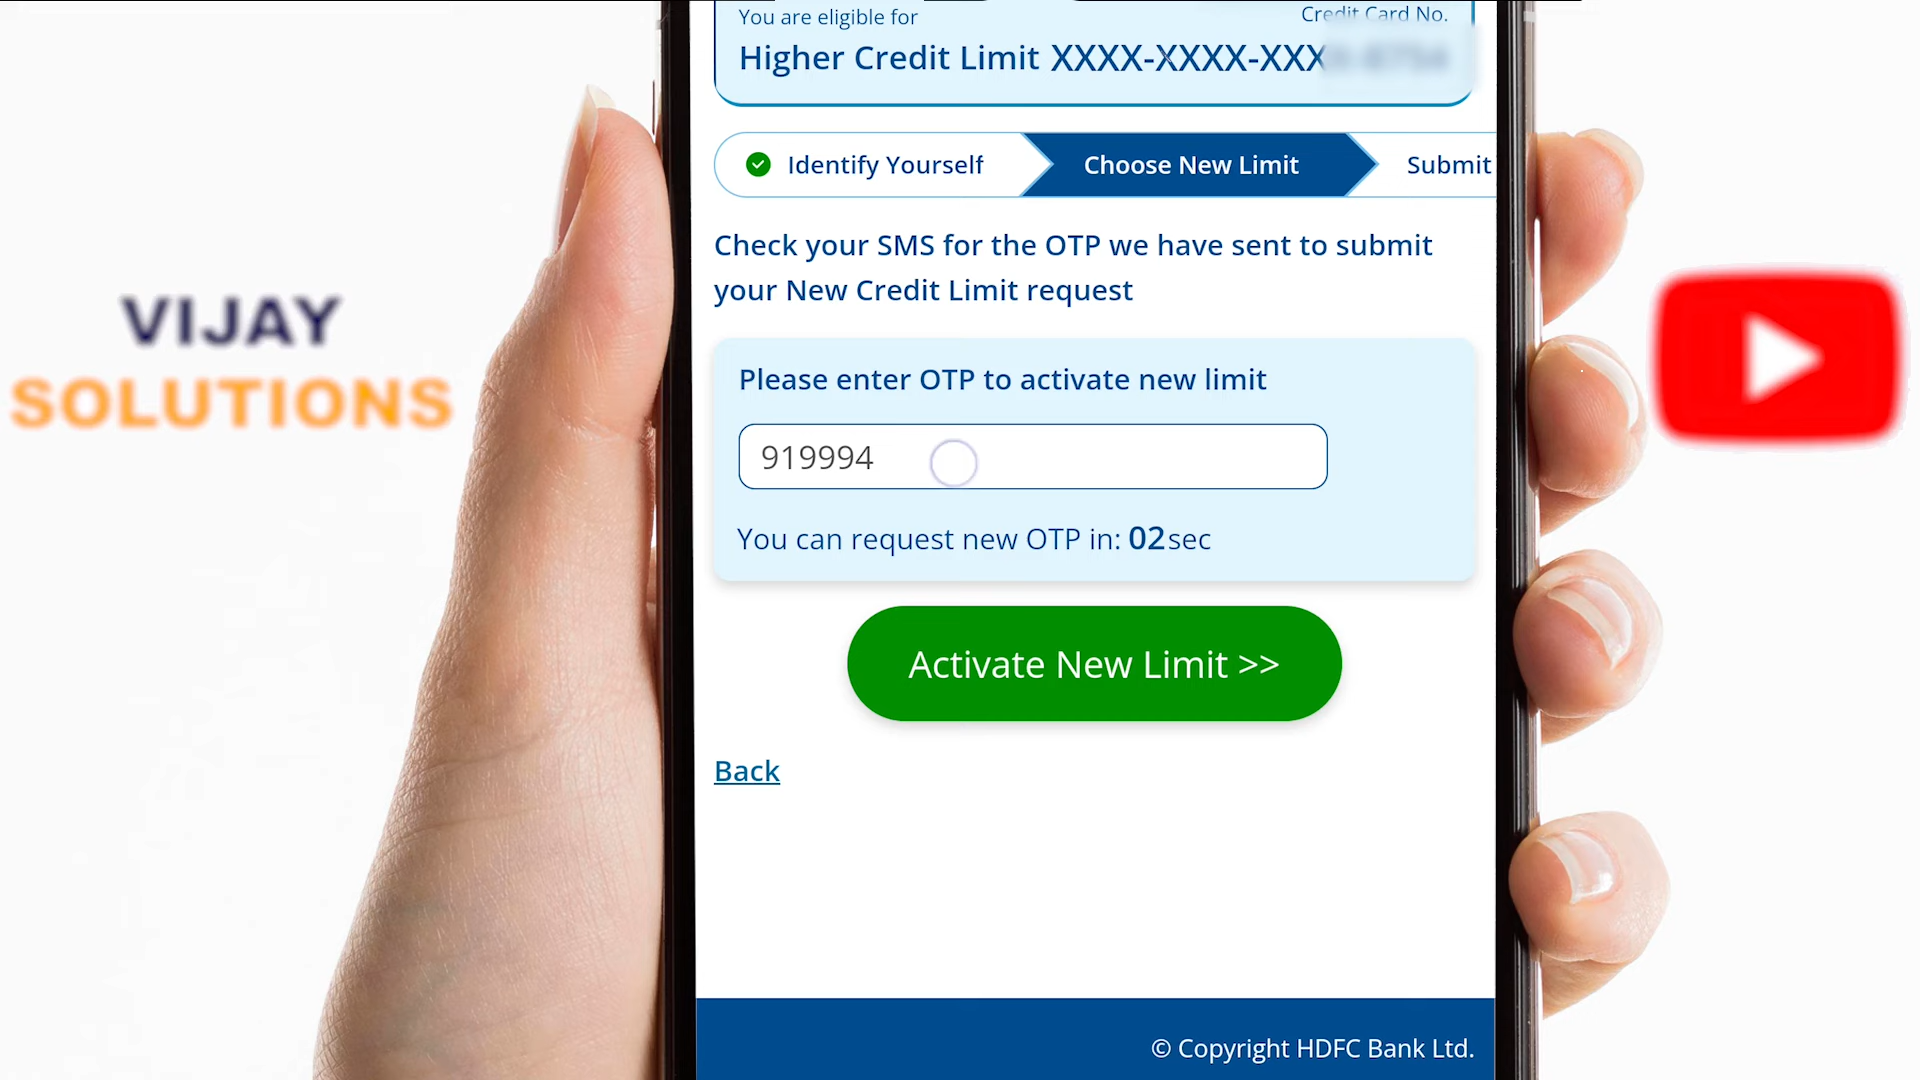 You are eligible for
Credit Card No.
Higher Credit Limit XXXX-XXXX-XXX
Identify Yourself
Choose New Limit
Submit
Check your SMS for the OTP we have sent to submit
your New Credit Limit request
Please enter OTP to activate new limit
919994
You can request new OTP in: 02sec
Activate New Limit >>
Back
© Copyright HDFC Bank Ltd.
VIJAY
SOLUTIONS